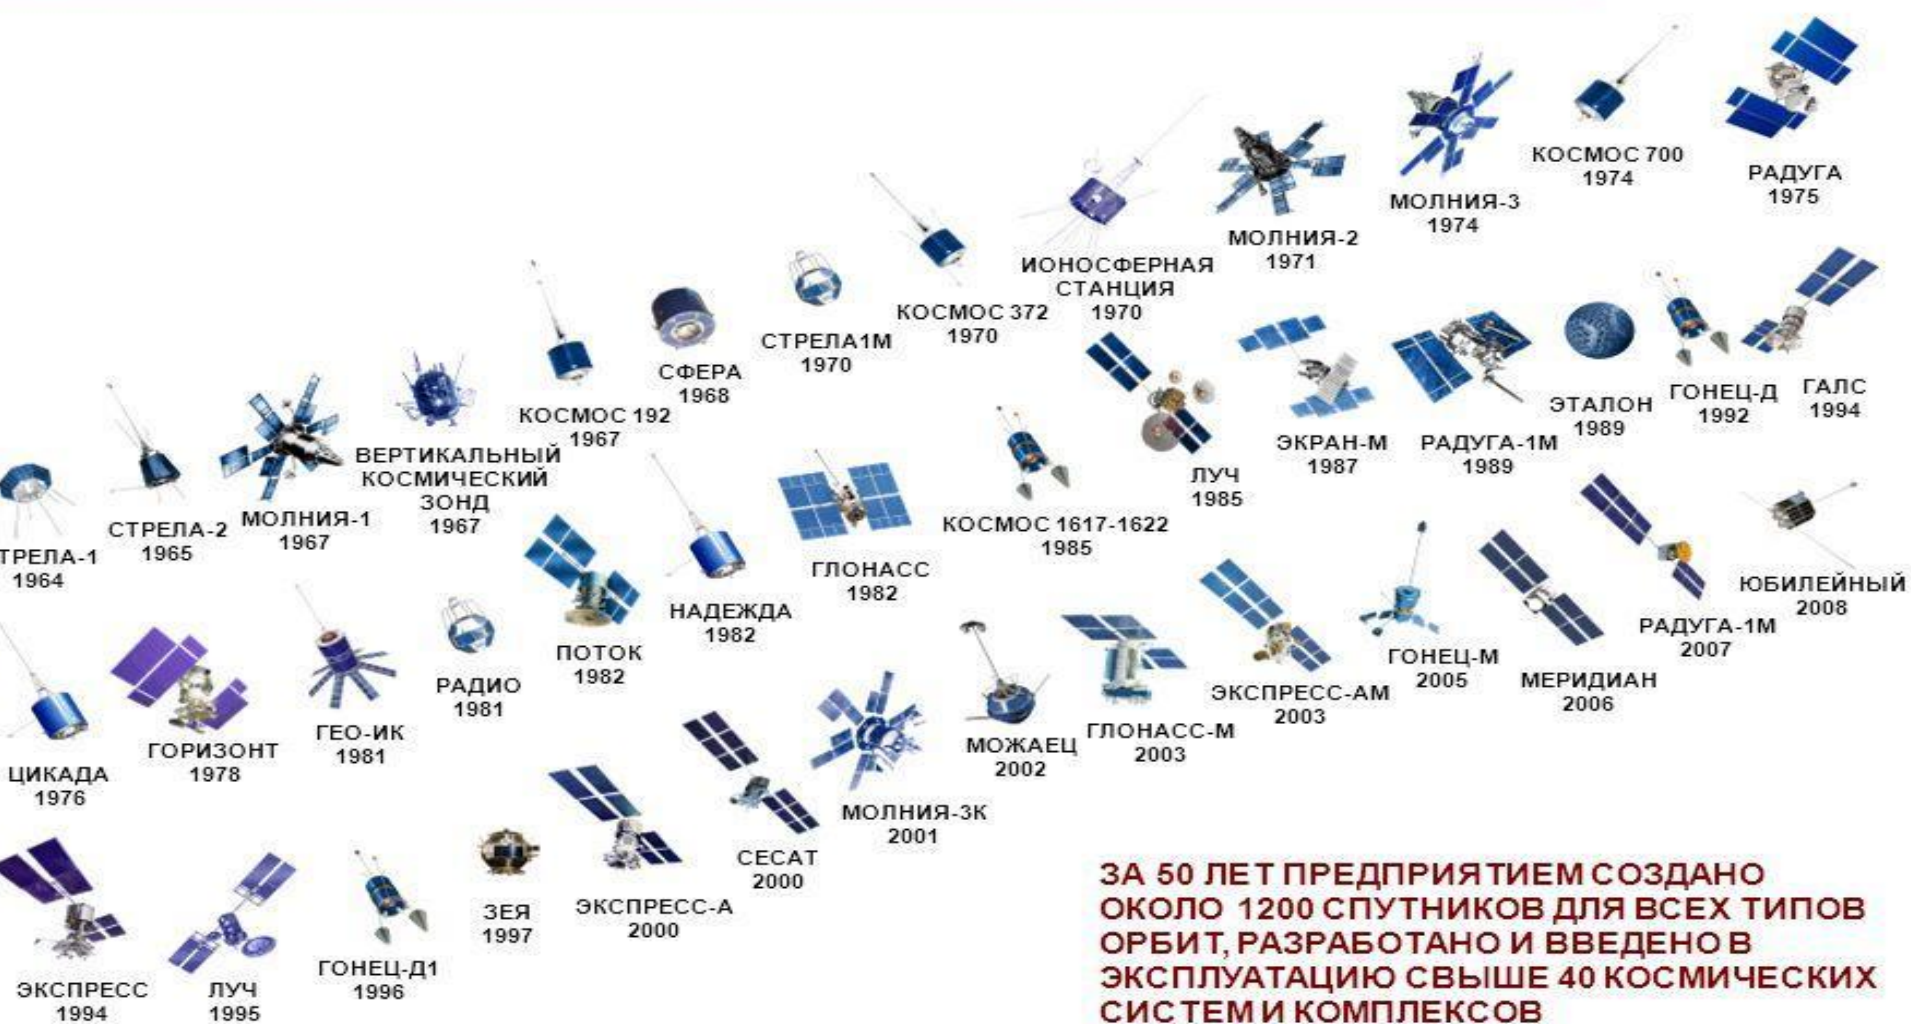 ТРЕЛА-1
1964
СТРЕЛА-2
1965
МОЛНИЯ-1
1967
ВЕРТИКАЛЬНЫЙ
КОСМИЧЕСКИЙ
ЗОНД
1967
КОСМОС 192
1967
СФЕРА
1968
СТРЕЛА1М
1970
КОСМОС 372
1970
ИОНОСФЕРНАЯ
СТАНЦИЯ
1970
МОЛНИЯ-2
1971
МОЛНИЯ-3
1974
КОСМОС 700
1974
РАДУГА
1975
ЦИКАДА
1976
ГОРИЗОНТ
1978
ГЕО-ИК
1981
РАДИО
1981
ПОТОК
1982
НАДЕЖДА
1982
ГЛОНАСС
1982
КОСМОС 1617-1622
1985
ЛУЧ
1985
ЭКРАН-М
1987
РАДУГА-1М
1989
ЭТАЛОН
1989
ГОНЕЦ-Д
1992
ГАЛС
1994
ЭКСПРЕСС
1994
ЛУЧ
1995
ГОНЕЦ-Д1
1996
ЗЕЯ
1997
ЭКСПРЕСС-А
2000
СЕСАТ
2000
МОЛНИЯ-3К
2001
МОЖАЕЦ
2002
ГЛОНАСС-М
2003
ЭКСПРЕСС-АМ
2003
ГОНЕЦ-М
2005
МЕРИДИАН
2006
РАДУГА-1М
2007
ЮБИЛЕЙНЫЙ
2008
ЗА 50 ЛЕТ ПРЕДПРИЯТИЕМ СОЗДАНО
ОКОЛО 1200 СПУТНИКОВ ДЛЯ ВСЕХ ТИПОВ
ОРБИТ, РАЗРАБОТАНО И ВВЕДЕНО В
ЭКСПЛУАТАЦИЮ СВЫШЕ 40 КОСМИЧЕСКИХ
СИСТЕМ И КОМПЛЕКСОВ